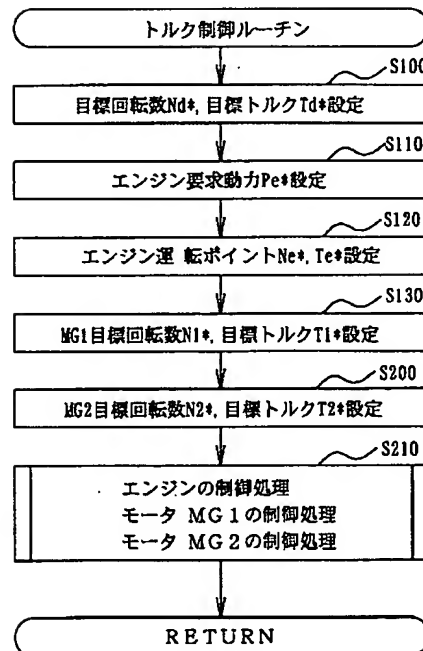 トルク制御ルーチン
S100
目標回転数Nd*, 目標トルクTd*設定
S110
エンジン要求動力Pe*設定
S120
エンジン運 転ポイントNe*, Te*設定
S130
MG1目標回転数N1*, 目標トルクT1*設定
S200
MG2目標回転数N2*, 目標トルクT2*設定
S210
エンジンの制御処理
モータ MG1の制御処理
モータ MG2の制御処理
RETURN